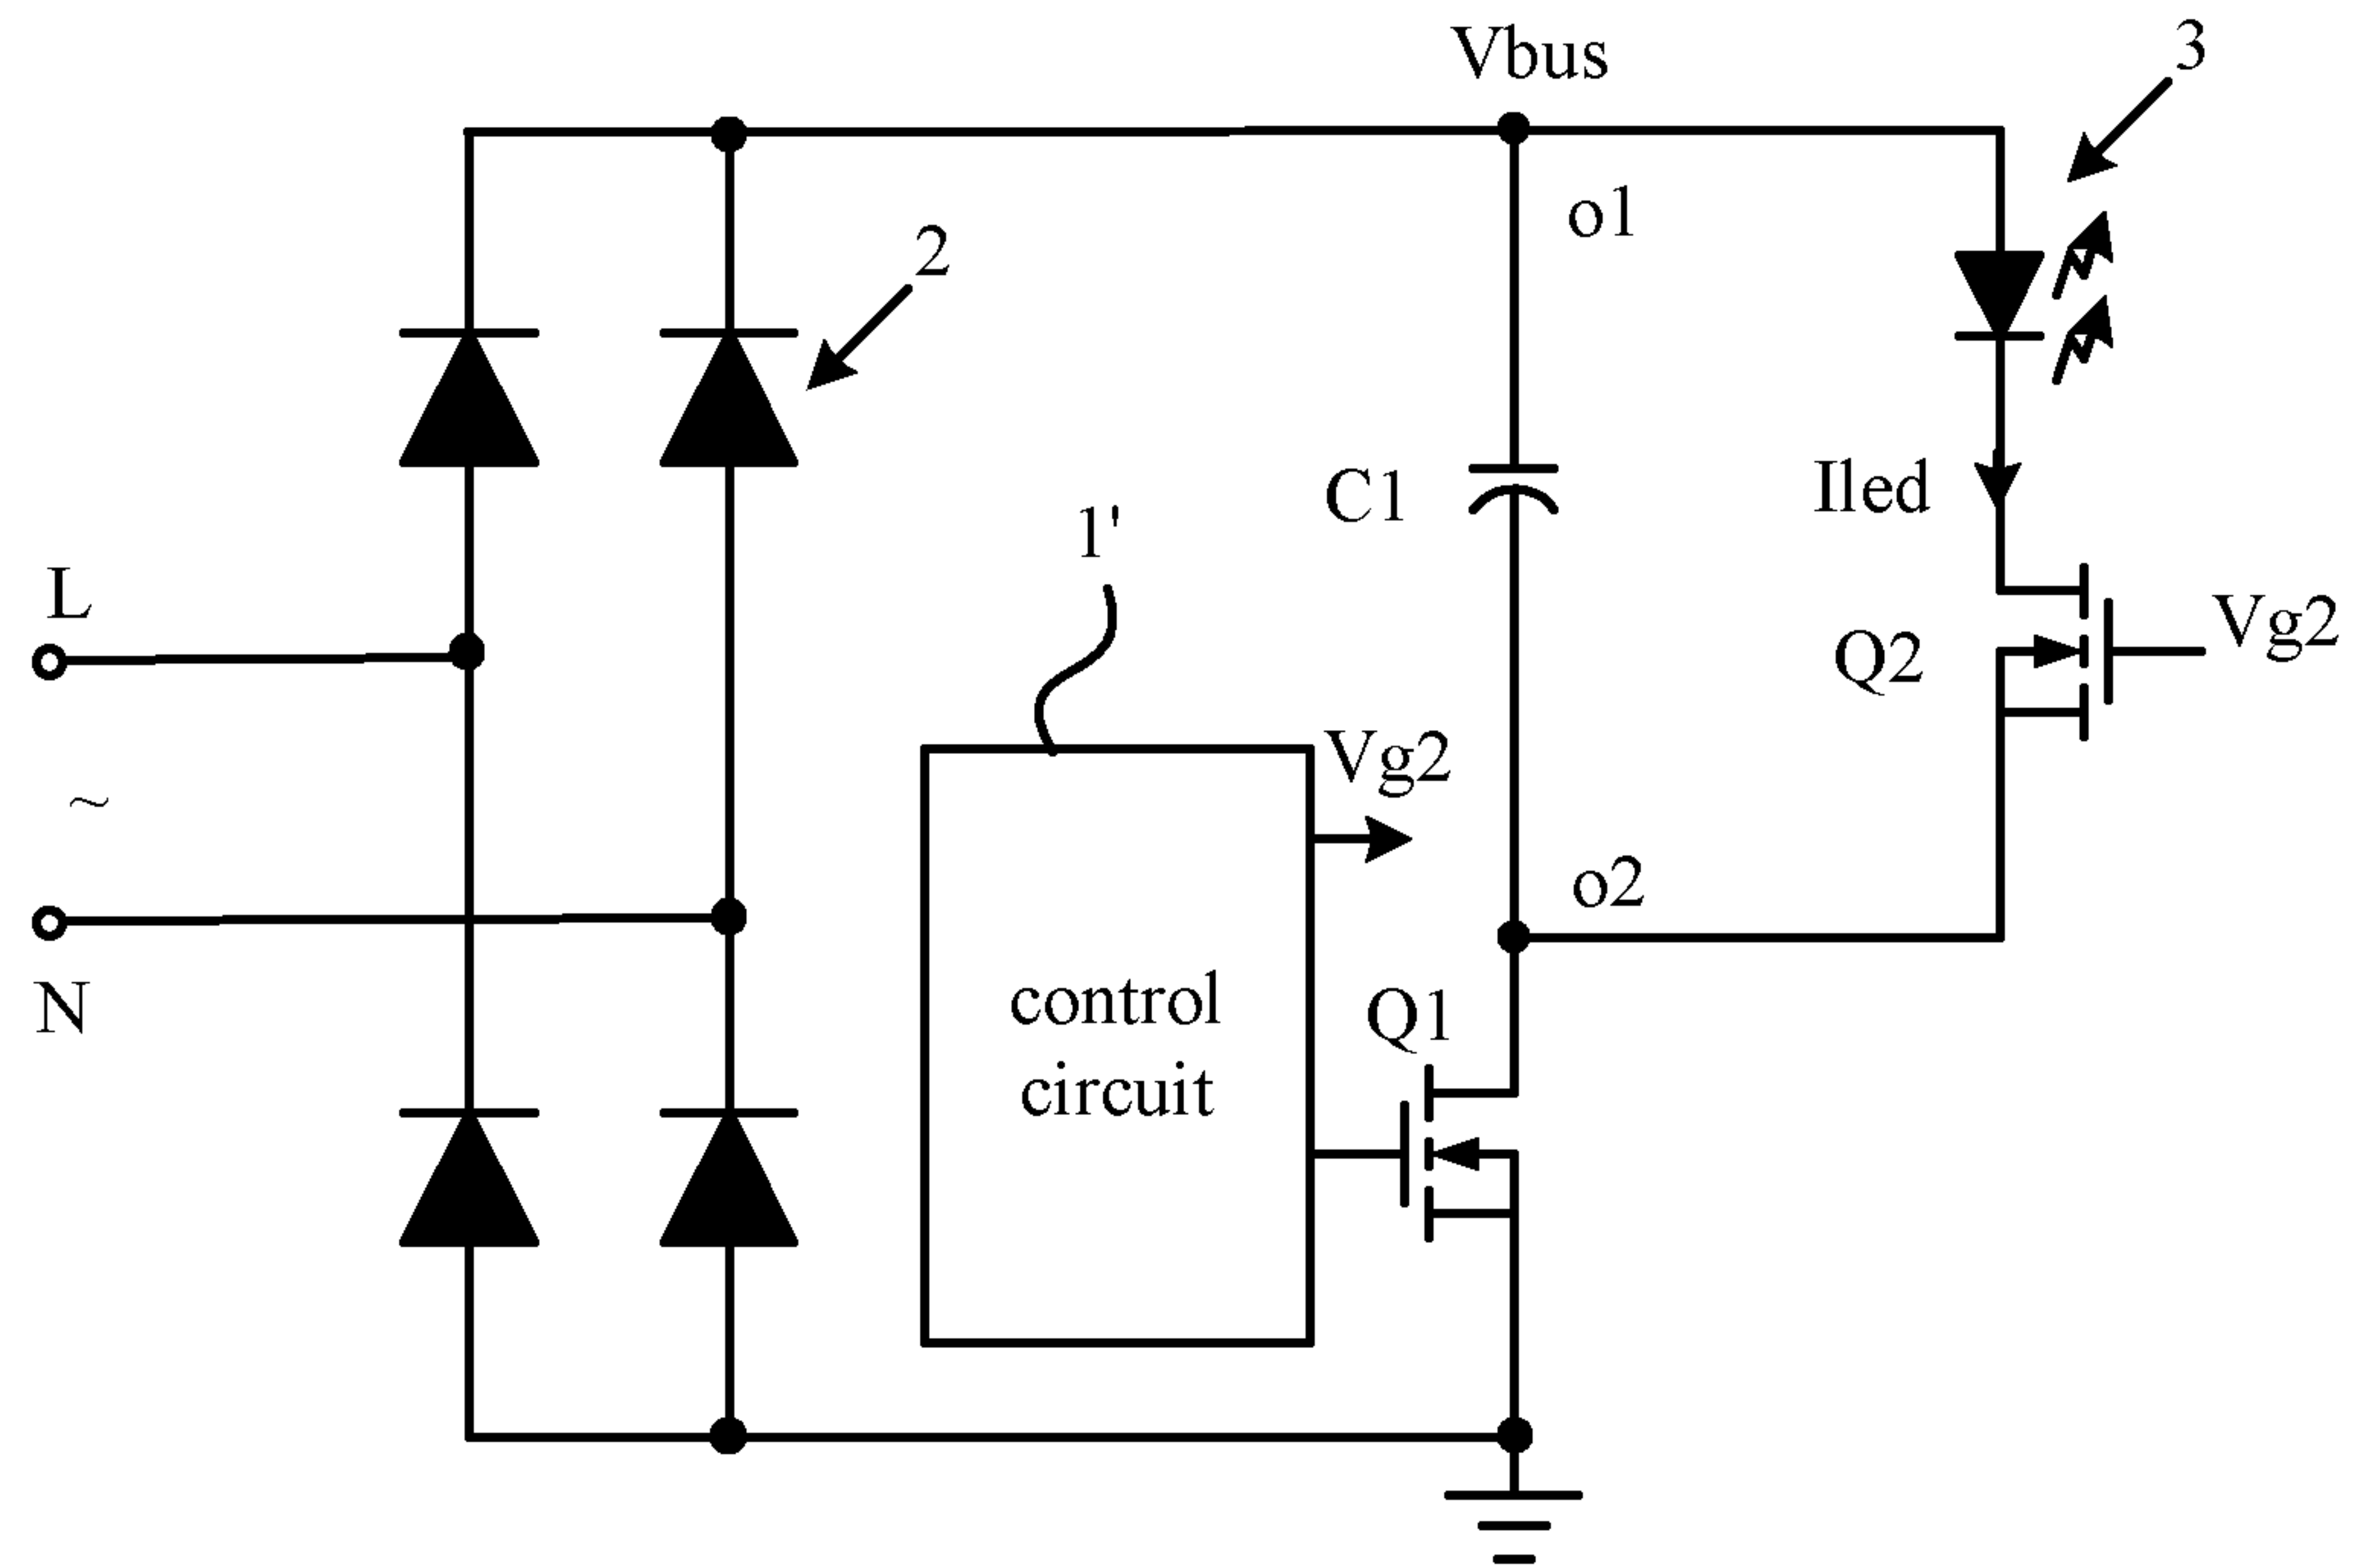 Vbus
3
o1
2
C1
Iled
1'
L
Vg2
Q2
Vg2
~
o2
N
control
circuit
Q1